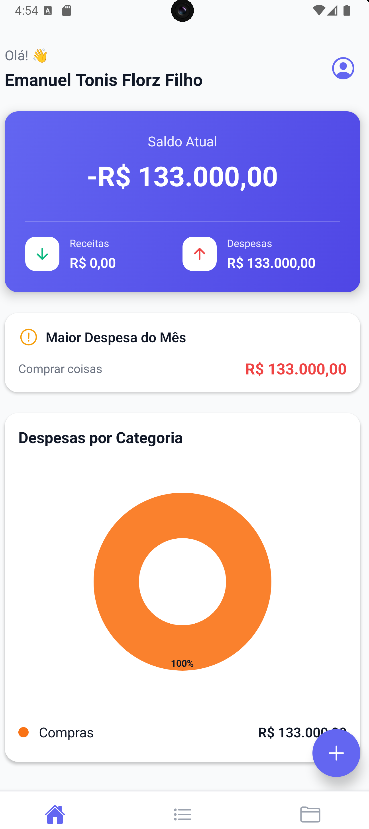 4:54
Olá! 👋
Emanuel Tonis Florz Filho
Saldo Atual
-R$ 133.000,00
Receitas
R$ 0,00
Despesas
R$ 133.000,00
Maior Despesa do Mês
Comprar coisas R$ 133.000,00
Despesas por Categoria
100%
Compras R$ 133.000,00